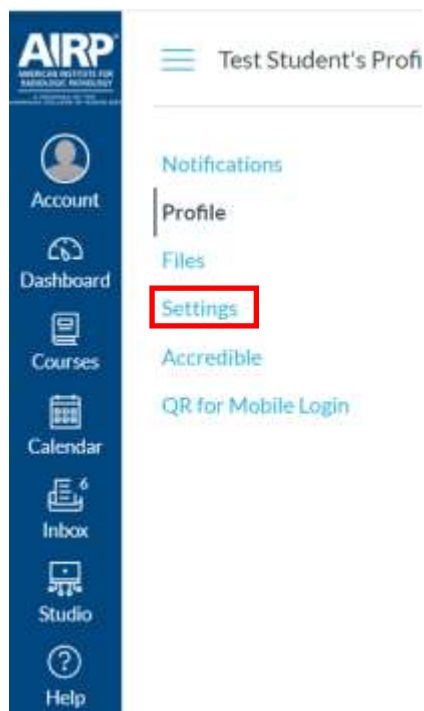 AIRP
AMERICAN INSTITUTE FOR
RADIOLOGIC PATHOLOGY
Test Student's Profi
Account
Dashboard
Courses
Calendar
6
Inbox
Studio
Help
Notifications
Profile
Files
Settings
Accredible
QR for Mobile Login